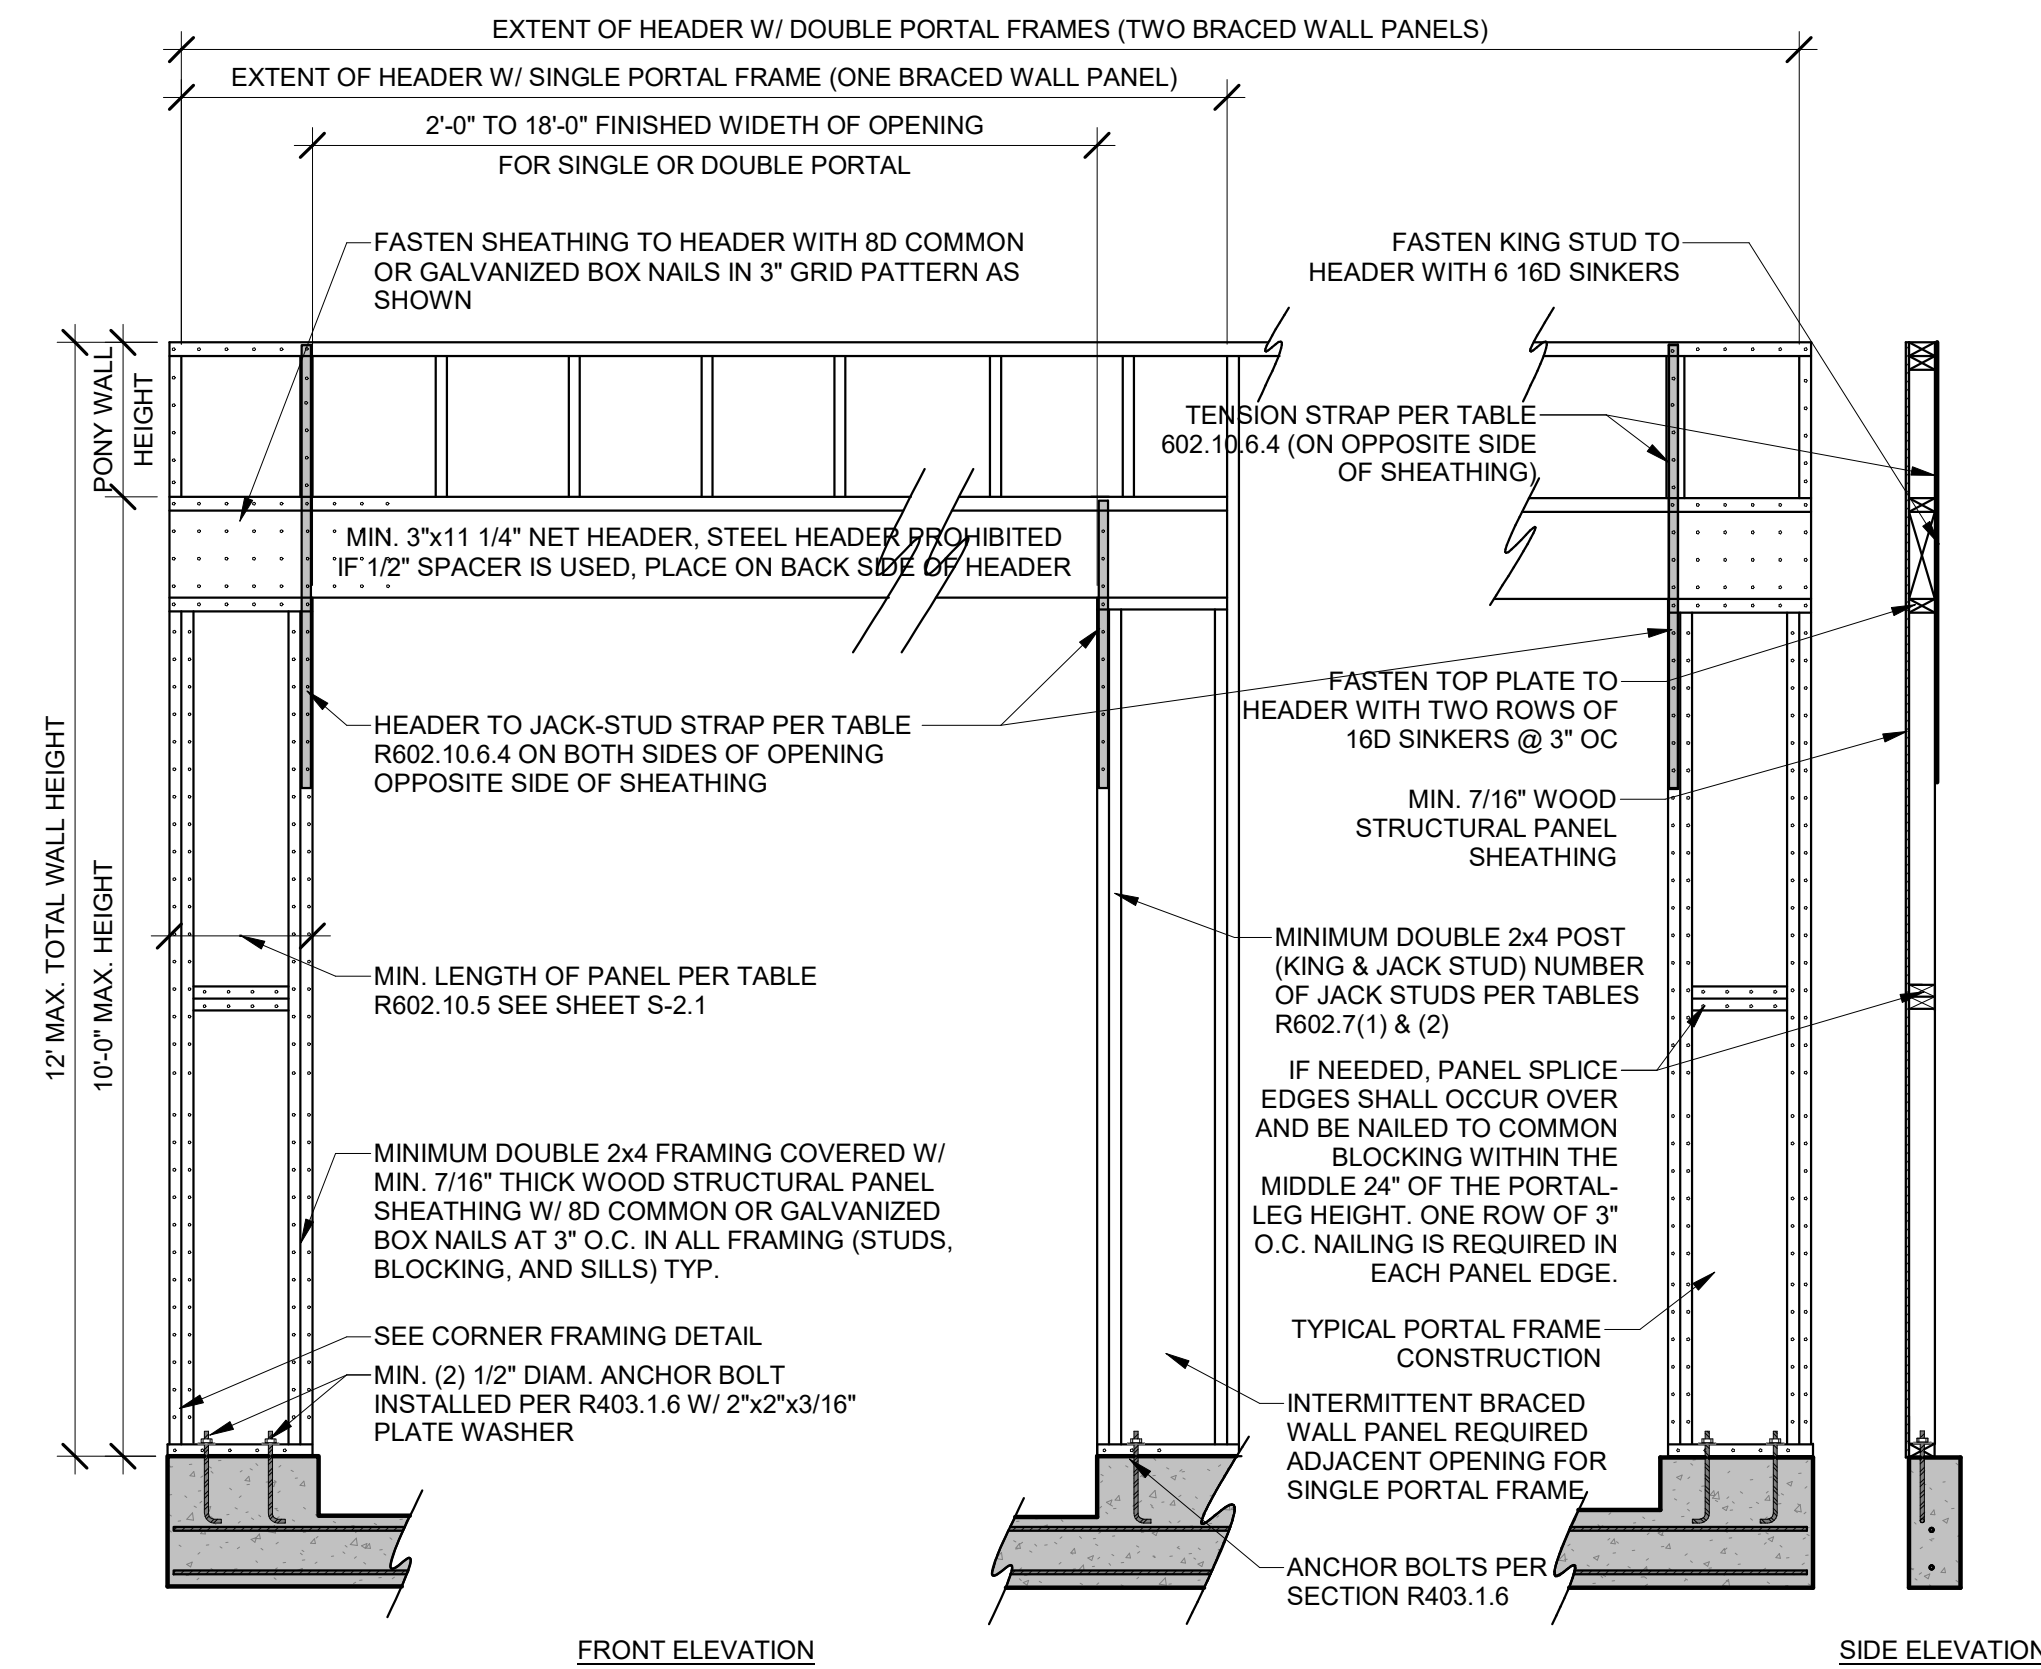 EXTENT OF HEADER W/ DOUBLE PORTAL FRAMES (TWO BRACED WALL PANELS)
EXTENT OF HEADER W/ SINGLE PORTAL FRAME (ONE BRACED WALL PANEL)
2'-0" TO 18'-0" FINISHED WIDETH OF OPENING
FOR SINGLE OR DOUBLE PORTAL
FASTEN SHEATHING TO HEADER WITH 8D COMMON
OR GALVANIZED BOX NAILS IN 3" GRID PATTERN AS
SHOWN
FASTEN KING STUD TO
HEADER WITH 6 16D SINKERS
PONY WALL
HEIGHT
TENSION STRAP PER TABLE
602.10.6.4 (ON OPPOSITE SIDE
OF SHEATHING)
MIN. 3"x11 1/4" NET HEADER, STEEL HEADER PROHIBITED
IF 1/2" SPACER IS USED, PLACE ON BACK SIDE OF HEADER
12' MAX. TOTAL WALL HEIGHT
10'-0" MAX. HEIGHT
HEADER TO JACK-STUD STRAP PER TABLE
R602.10.6.4 ON BOTH SIDES OF OPENING
OPPOSITE SIDE OF SHEATHING
FASTEN TOP PLATE TO
HEADER WITH TWO ROWS OF
16D SINKERS @ 3" OC
MIN. 7/16" WOOD
STRUCTURAL PANEL
SHEATHING
MIN. LENGTH OF PANEL PER TABLE
R602.10.5 SEE SHEET S-2.1
MINIMUM DOUBLE 2x4 POST
(KING & JACK STUD) NUMBER
OF JACK STUDS PER TABLES
R602.7(1) & (2)
IF NEEDED, PANEL SPLICE
EDGES SHALL OCCUR OVER
AND BE NAILED TO COMMON
BLOCKING WITHIN THE
MIDDLE 24" OF THE PORTAL-
LEG HEIGHT. ONE ROW OF 3"
O.C. NAILING IS REQUIRED IN
EACH PANEL EDGE.
MINIMUM DOUBLE 2x4 FRAMING COVERED W/
MIN. 7/16" THICK WOOD STRUCTURAL PANEL
SHEATHING W/ 8D COMMON OR GALVANIZED
BOX NAILS AT 3" O.C. IN ALL FRAMING (STUDS,
BLOCKING, AND SILLS) TYP.
SEE CORNER FRAMING DETAIL
MIN. (2) 1/2" DIAM. ANCHOR BOLT
INSTALLED PER R403.1.6 W/ 2"x2"x3/16"
PLATE WASHER
TYPICAL PORTAL FRAME
CONSTRUCTION
INTERMITTENT BRACED
WALL PANEL REQUIRED
ADJACENT OPENING FOR
SINGLE PORTAL FRAME
ANCHOR BOLTS PER
SECTION R403.1.6
FRONT ELEVATION
SIDE ELEVATION